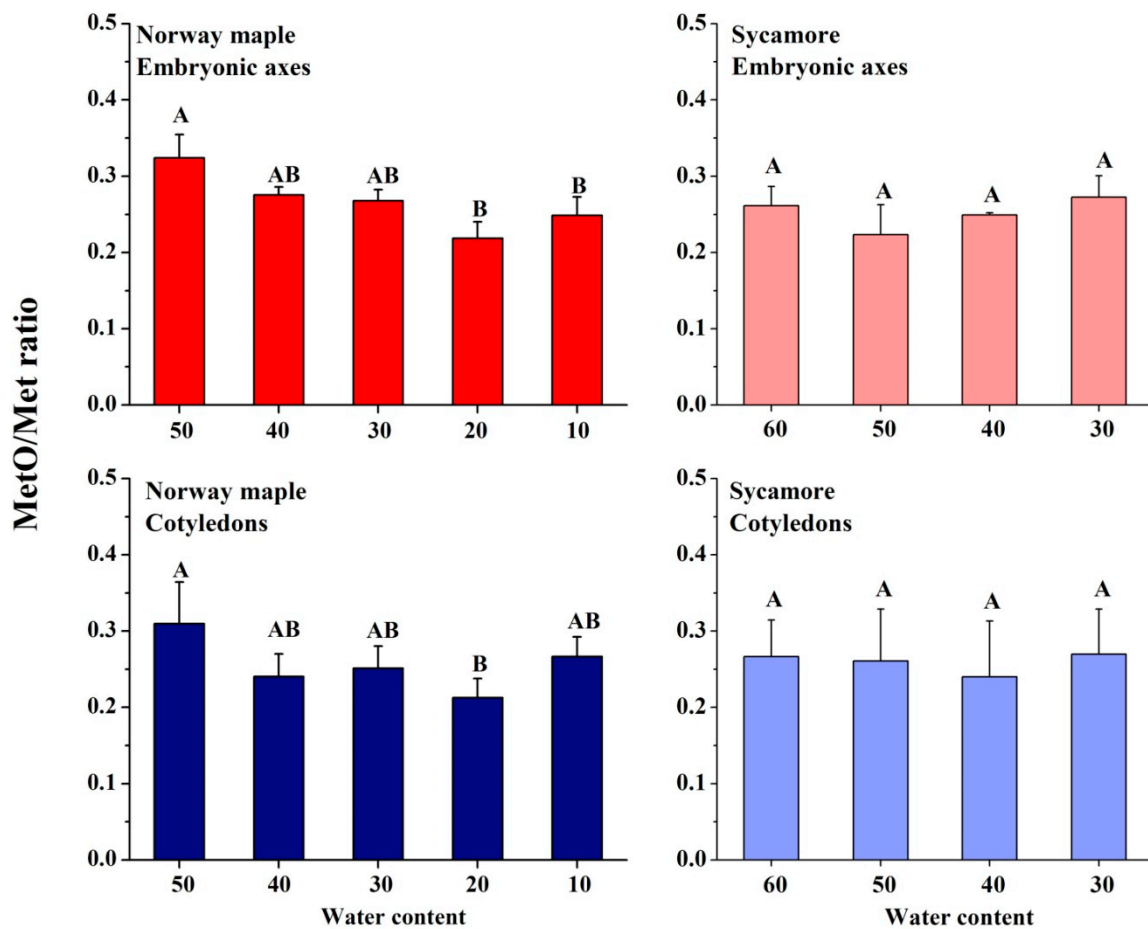 MetO/Met ratio
Norway maple
Embryonic axes
0.5
0.4
0.3
0.2
0.1
0.0
A
AB
AB
B
B
50 40 30 20 10
Sycamore
Embryonic axes
0.5
0.4
0.3
0.2
0.1
0.0
A
A
A
A
60 50 40 30
Norway maple
Cotyledons
0.5
0.4
0.3
0.2
0.1
0.0
A
AB
AB
B
AB
50 40 30 20 10
Water content
Sycamore
Cotyledons
0.5
0.4
0.3
0.2
0.1
0.0
A
A
A
A
60 50 40 30
Water content